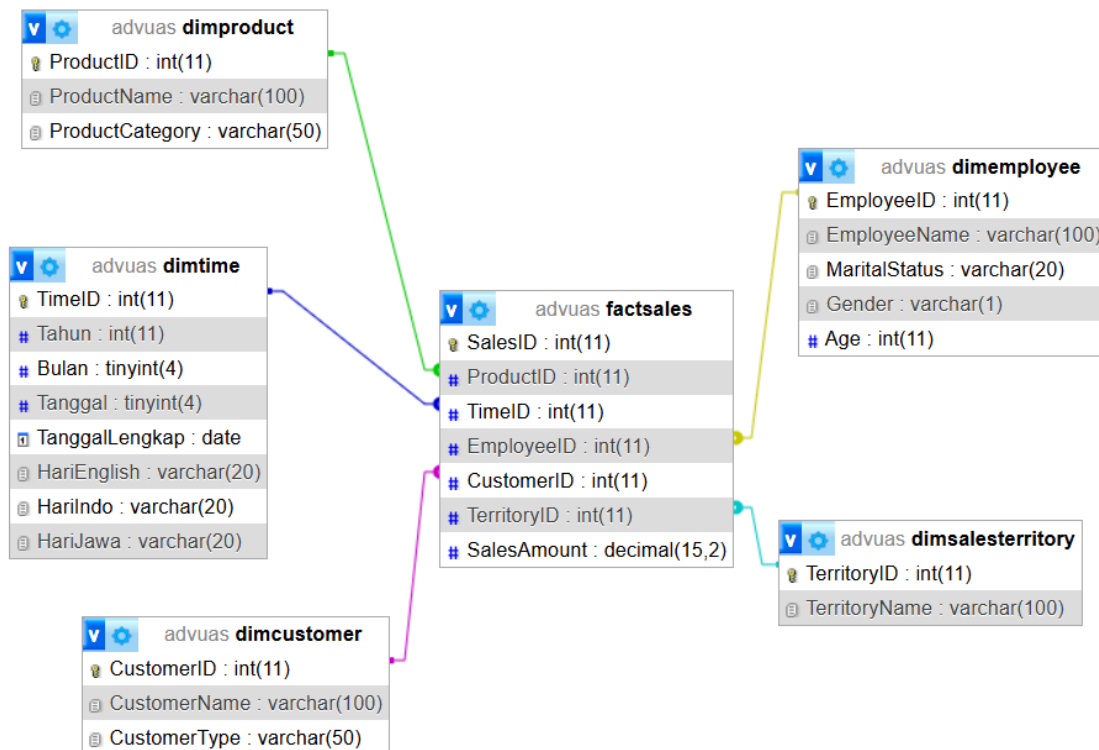 advuas dimproduct
ProductID : int(11)
ProductName : varchar(100)
ProductCategory : varchar(50)
advuas dimtime
TimeID : int(11)
Tahun : int(11)
Bulan : tinyint(4)
Tanggal : tinyint(4)
TanggalLengkap : date
HariEnglish : varchar(20)
HariIndo : varchar(20)
HariJawa : varchar(20)
advuas dimcustomer
CustomerID : int(11)
CustomerName : varchar(100)
CustomerType : varchar(50)
advuas factsales
SalesID : int(11)
ProductID : int(11)
TimeID : int(11)
EmployeeID : int(11)
CustomerID : int(11)
TerritoryID : int(11)
SalesAmount : decimal(15,2)
advuas dimemployee
EmployeeID : int(11)
EmployeeName : varchar(100)
MaritalStatus : varchar(20)
Gender : varchar(1)
Age : int(11)
advuas dimsalesterritory
TerritoryID : int(11)
TerritoryName : varchar(100)